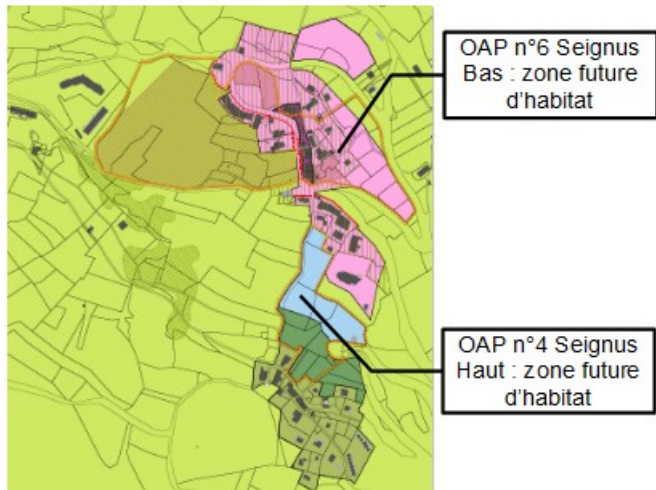 OAP n°6 Seignus
Bas : zone future
d'habitat
OAP n°4 Seignus
Haut : zone future
d'habitat